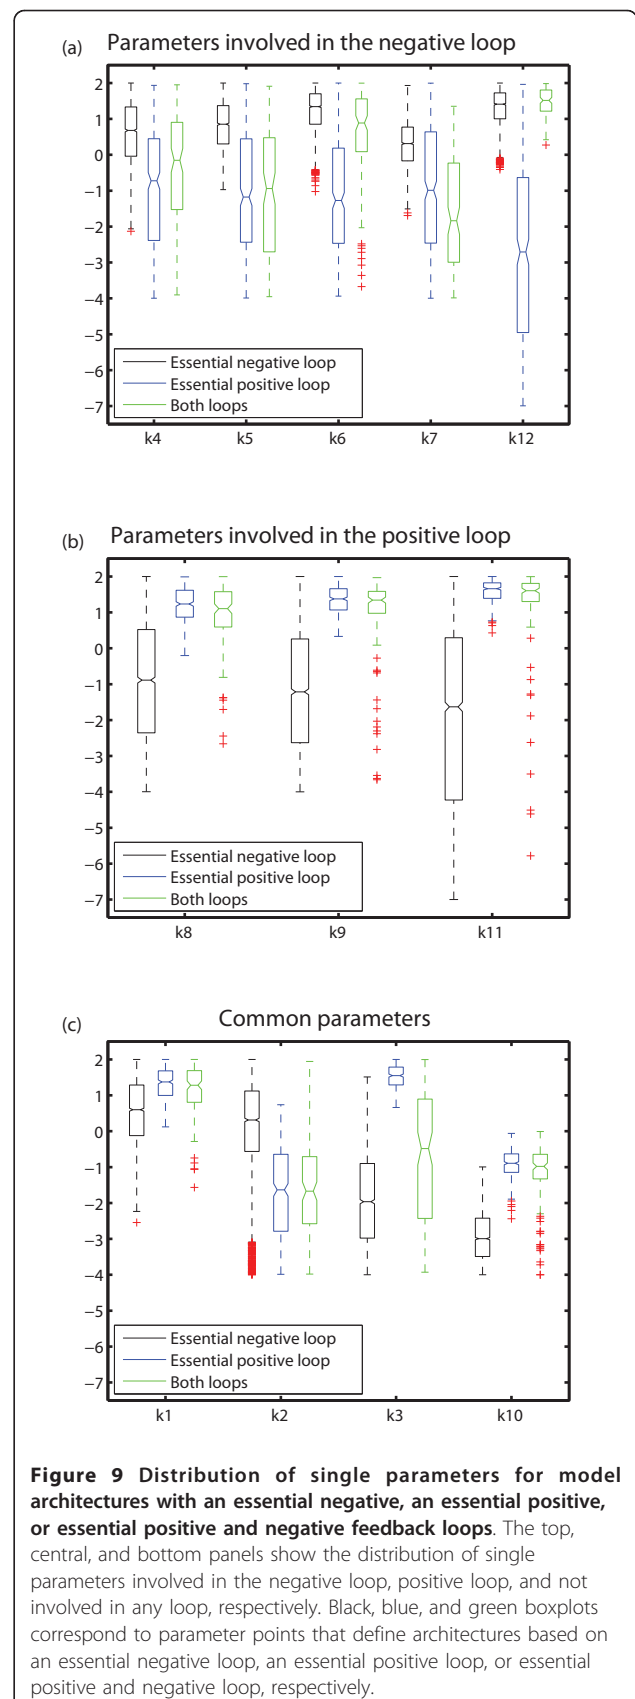 (a) Parameters involved in the negative loop
2
1
0
−1
−2
−3
−4
−5
−6
−7
Essential negative loop
Essential positive loop
Both loops
k4 k5 k6 k7 k12
(b) Parameters involved in the positive loop
2
1
0
−1
−2
−3
−4
−5
−6
−7
Essential negative loop
Essential positive loop
Both loops
k8 k9 k11
(c) Common parameters
2
1
0
−1
−2
−3
−4
−5
−6
−7
Essential negative loop
Essential positive loop
Both loops
k1 k2 k3 k10
Figure 9 Distribution of single parameters for model
architectures with an essential negative, an essential positive,
or essential positive and negative feedback loops. The top,
central, and bottom panels show the distribution of single
parameters involved in the negative loop, positive loop, and not
involved in any loop, respectively. Black, blue, and green boxplots
correspond to parameter points that define architectures based on
an essential negative loop, an essential positive loop, or essential
positive and negative loop, respectively.